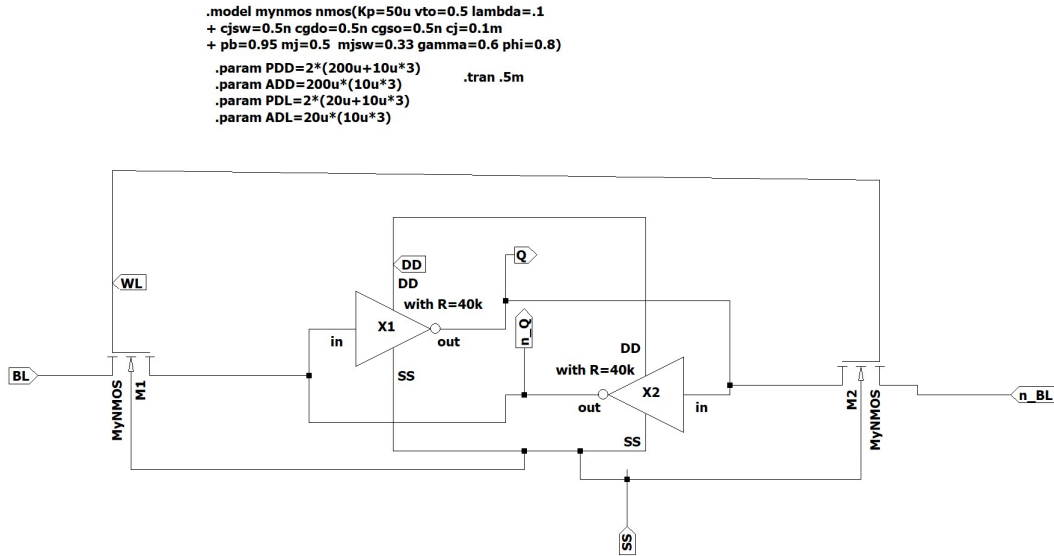 .model mynmos nmos(Kp=50u vto=0.5 lambda=.1
+ cjsw=0.5n cgdo=0.5n cgso=0.5n cj=0.1m
+ pb=0.95 mj=0.5  mjsw=0.33 gamma=0.6 phi=0.8)
.param PDD=2*(200u+10u*3)
.tran .5m
.param ADD=200u*(10u*3)
.param PDL=2*(20u+10u*3)
.param ADL=20u*(10u*3)
Q
DD
DD
WL
with R=40k
X1
n_Q
in
out
DD
with R=40k
SS
BL
X2
n_BL
MyNMOS
M1
M2
MyNMOS
out
in
SS
SS